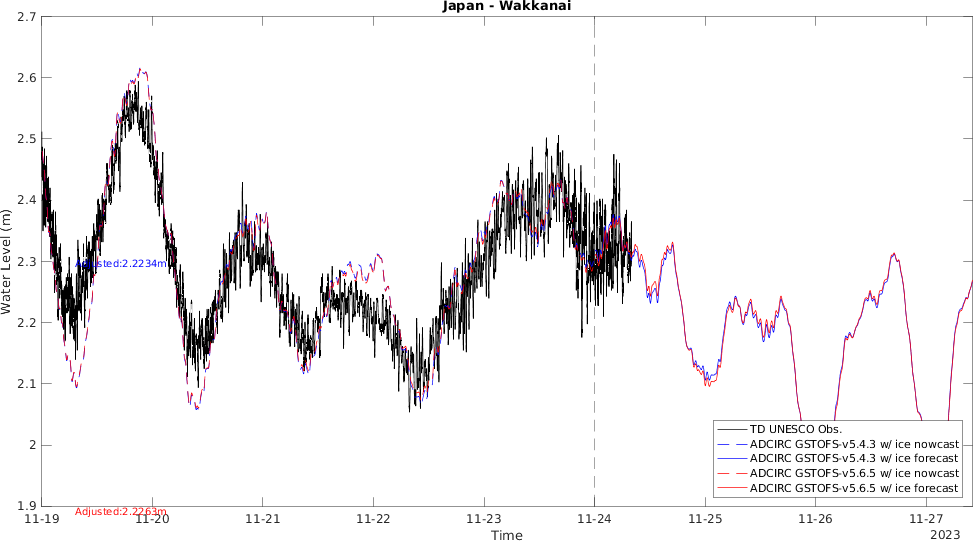 Japan - Wakkanai
2.7
2.6
2.5
2.4
2.3
2.2
2.1
2
1.9
Water Level (m)
Adjusted:2.2234m
Adjusted:2.2263m
TD UNESCO Obs.
ADCIRC GSTOFS-v5.4.3 w/ ice nowcast
ADCIRC GSTOFS-v5.4.3 w/ ice forecast
ADCIRC GSTOFS-v5.6.5 w/ ice nowcast
ADCIRC GSTOFS-v5.6.5 w/ ice forecast
11-19 11-20 11-21 11-22 11-23 11-24 11-25 11-26 11-27
Time
2023